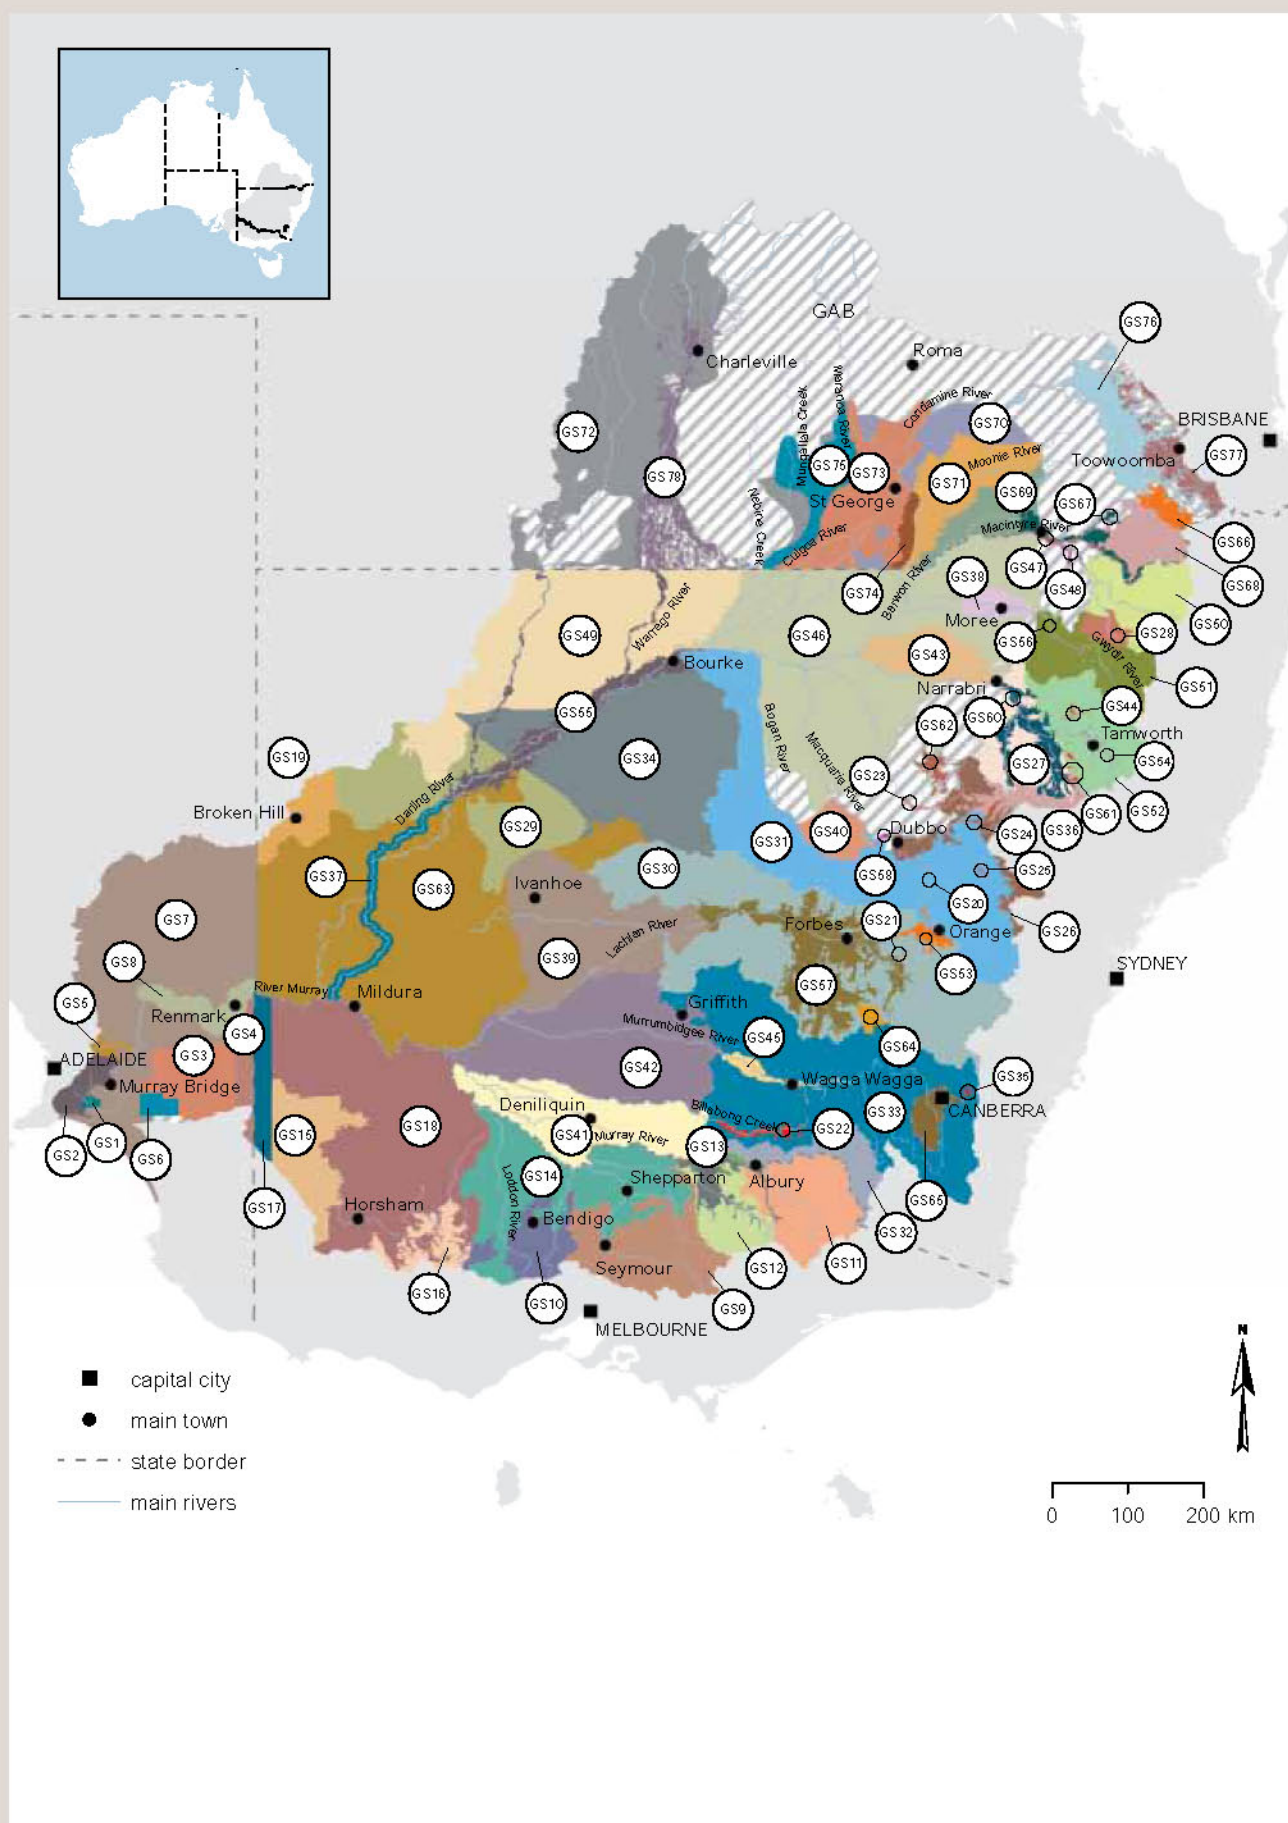 GAB
GS76
Roma
Charleville
Condamine River
Maranoa River
Mungallala Creek
GS72
GS70
BRISBANE
Toowoomba
GS77
GS78
GS75
GS73
Moonie River
GS71
GS69
GS67
St George
Nebine Creek
Culgoa River
Macintyre River
GS66
GS47
GS48
GS68
GS74
Barwon River
GS38
Moree
GS49
Warrego River
GS46
GS56
GS28
GS50
Gwydir River
GS43
Bourke
Narrabri
GS51
GS55
GS60
GS44
GS62
Tamworth
Bogan River
Macquarie River
GS19
GS34
GS23
GS27
GS54
Darling River
Broken Hill
GS29
GS61
GS52
GS31
GS40
Dubbo
GS24
GS36
GS37
GS63
Ivanhoe
GS30
GS58
GS25
GS20
GS7
Lachlan River
Forbes
GS21
Orange
GS26
GS8
GS39
GS53
SYDNEY
GS5
River Murray
Mildura
GS57
Renmark
GS4
Griffith
Murrumbidgee River
GS45
GS64
ADELAIDE
GS3
Murray Bridge
GS42
Wagga Wagga
GS35
CANBERRA
Deniliquin
Billabong Creek
GS33
GS2
GS1
GS6
GS15
GS18
GS41
Murray River
GS13
GS22
GS14
Shepparton
Albury
GS17
Horsham
Loddon River
Bendigo
GS65
GS32
Seymour
GS12
GS11
GS16
GS10
GS9
MELBOURNE
N
capital city
main town
state border
main rivers
0 100 200 km